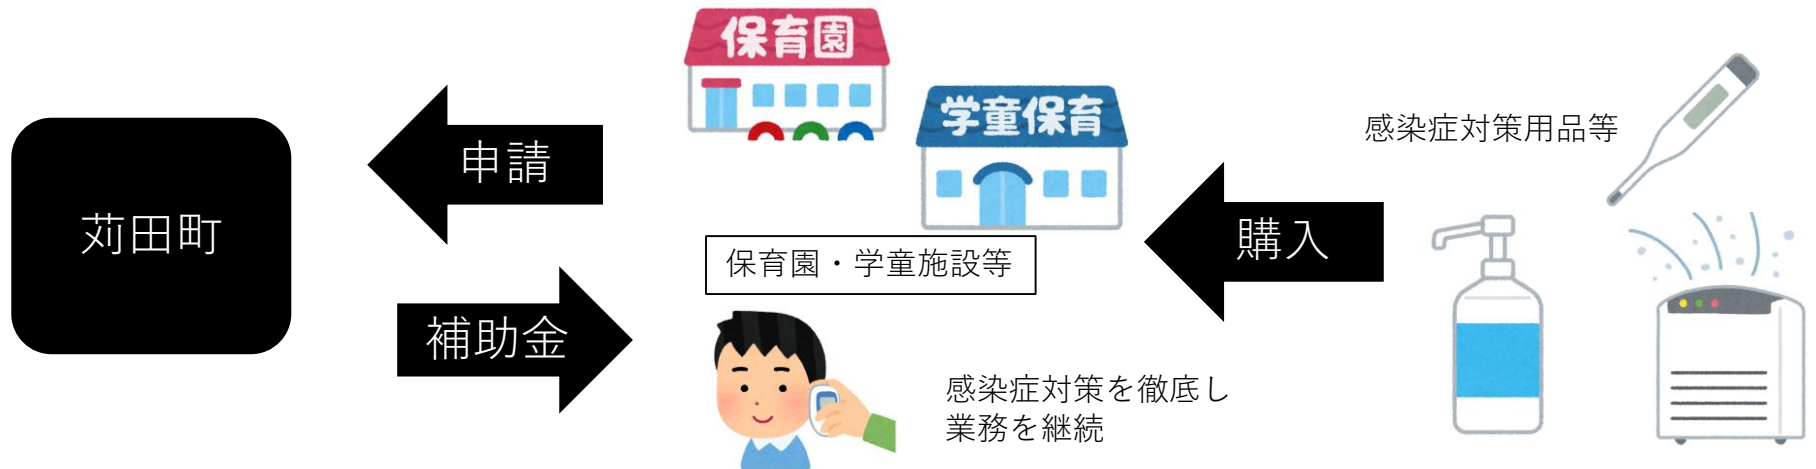 保育園
学童保育
感染症対策用品等
申請
苅田町
購入
保育園・学童施設等
補助金
感染症対策を徹底し
業務を継続